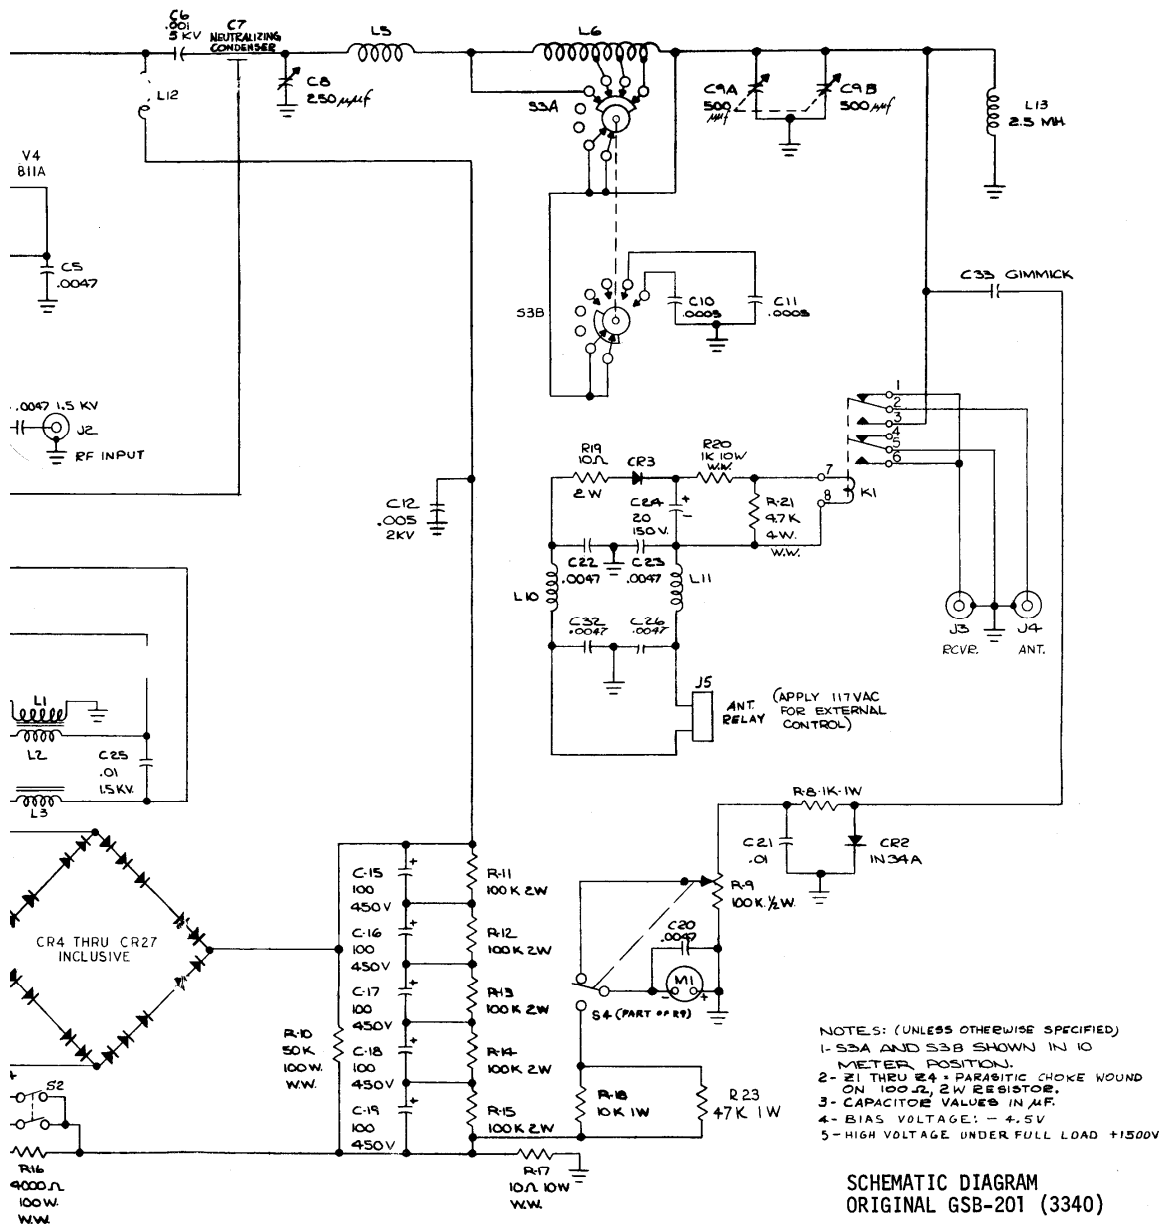 C6
.001
5 KV
C7
NEUTRALIZING
CONDENSER
L5
L6
C8
250 μμf
L12
S3A
C9A
500
μμf
C9B
500 μμf
L13
2.5 MH.
V4
811A
C5
.0047
C33 GIMMICK
S3B
C10
.0005
C11
.0005
.0047 1.5 KV
J2
RF INPUT
1
2
3
4
5
6
7
8
K1
R19
10Ω
2W
CR3
R20
1K 10W
W.W.
C24
20
150 V.
+
-
R-21
4.7K
4 W.
W.W.
C12
.005
2KV
C22
.0047
C23
.0047
L10
L11
C32
.0047
C26
.0047
J3
RCVR.
J4
ANT.
J5
ANT.
RELAY
(APPLY 117VAC
FOR EXTERNAL
CONTROL)
L1
L2
L3
C25
.01
1.5KV.
R-8-1K-1W
C21
.01
CR2
1N34A
R-9
100K.½W.
C20
.0047
M1
-
+
S4 (PART OF R9)
CR4 THRU CR27
INCLUSIVE
C-15
100
450V
+
R-11
100K 2W
C-16
100
450V
+
R-12
100K 2W
C-17
100
450V
+
R-13
100K 2W
C-18
100
450V
+
R-14
100K 2W
C-19
100
450V
+
R-15
100K 2W
R-10
50K
100W.
W.W.
R-18
10K 1W
R23
47K 1W
+
S2
R16
4000Ω
100W.
W.W.
R-17
10Ω 10W
W.W.
NOTES: (UNLESS OTHERWISE SPECIFIED)
1- S3A AND S3B SHOWN IN 10
METER POSITION.
2- Z1 THRU Z4 = PARASITIC CHOKE WOUND
ON 100Ω, 2W RESISTOR.
3- CAPACITOR VALUES IN μF.
4- BIAS VOLTAGE: - 4.5V
5- HIGH VOLTAGE UNDER FULL LOAD +1500V
SCHEMATIC DIAGRAM
ORIGINAL GSB-201 (3340)